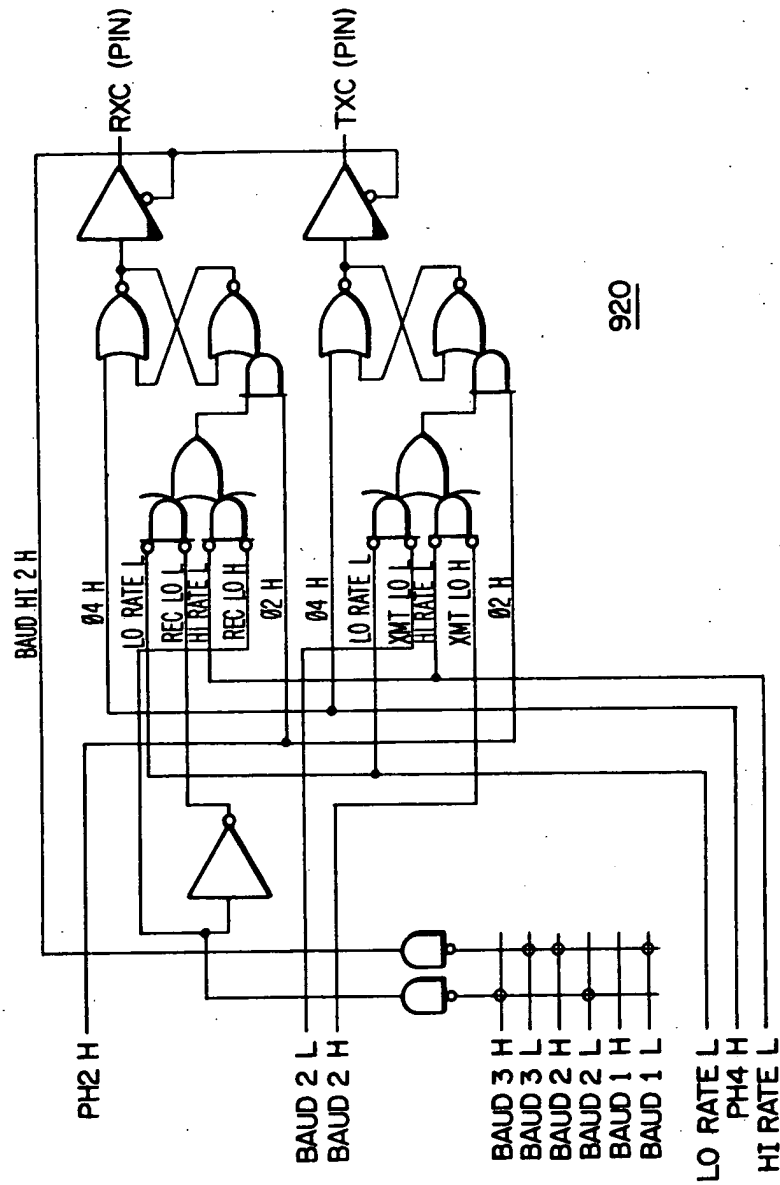 BAUD HI 2 H
RXC (PIN)
TXC (PIN)
Ø4 H
LO RATE L
REC LO L
HI RATE L
REC LO H
Ø2 H
Ø4 H
LO RATE L
XMT LO L
HI RATE L
XMT LO H
Ø2 H
920
PH2 H
BAUD 2 L
BAUD 2 H
BAUD 3 H
BAUD 3 L
BAUD 2 H
BAUD 2 L
BAUD 1 H
BAUD 1 L
LO RATE L
PH4 H
HI RATE L